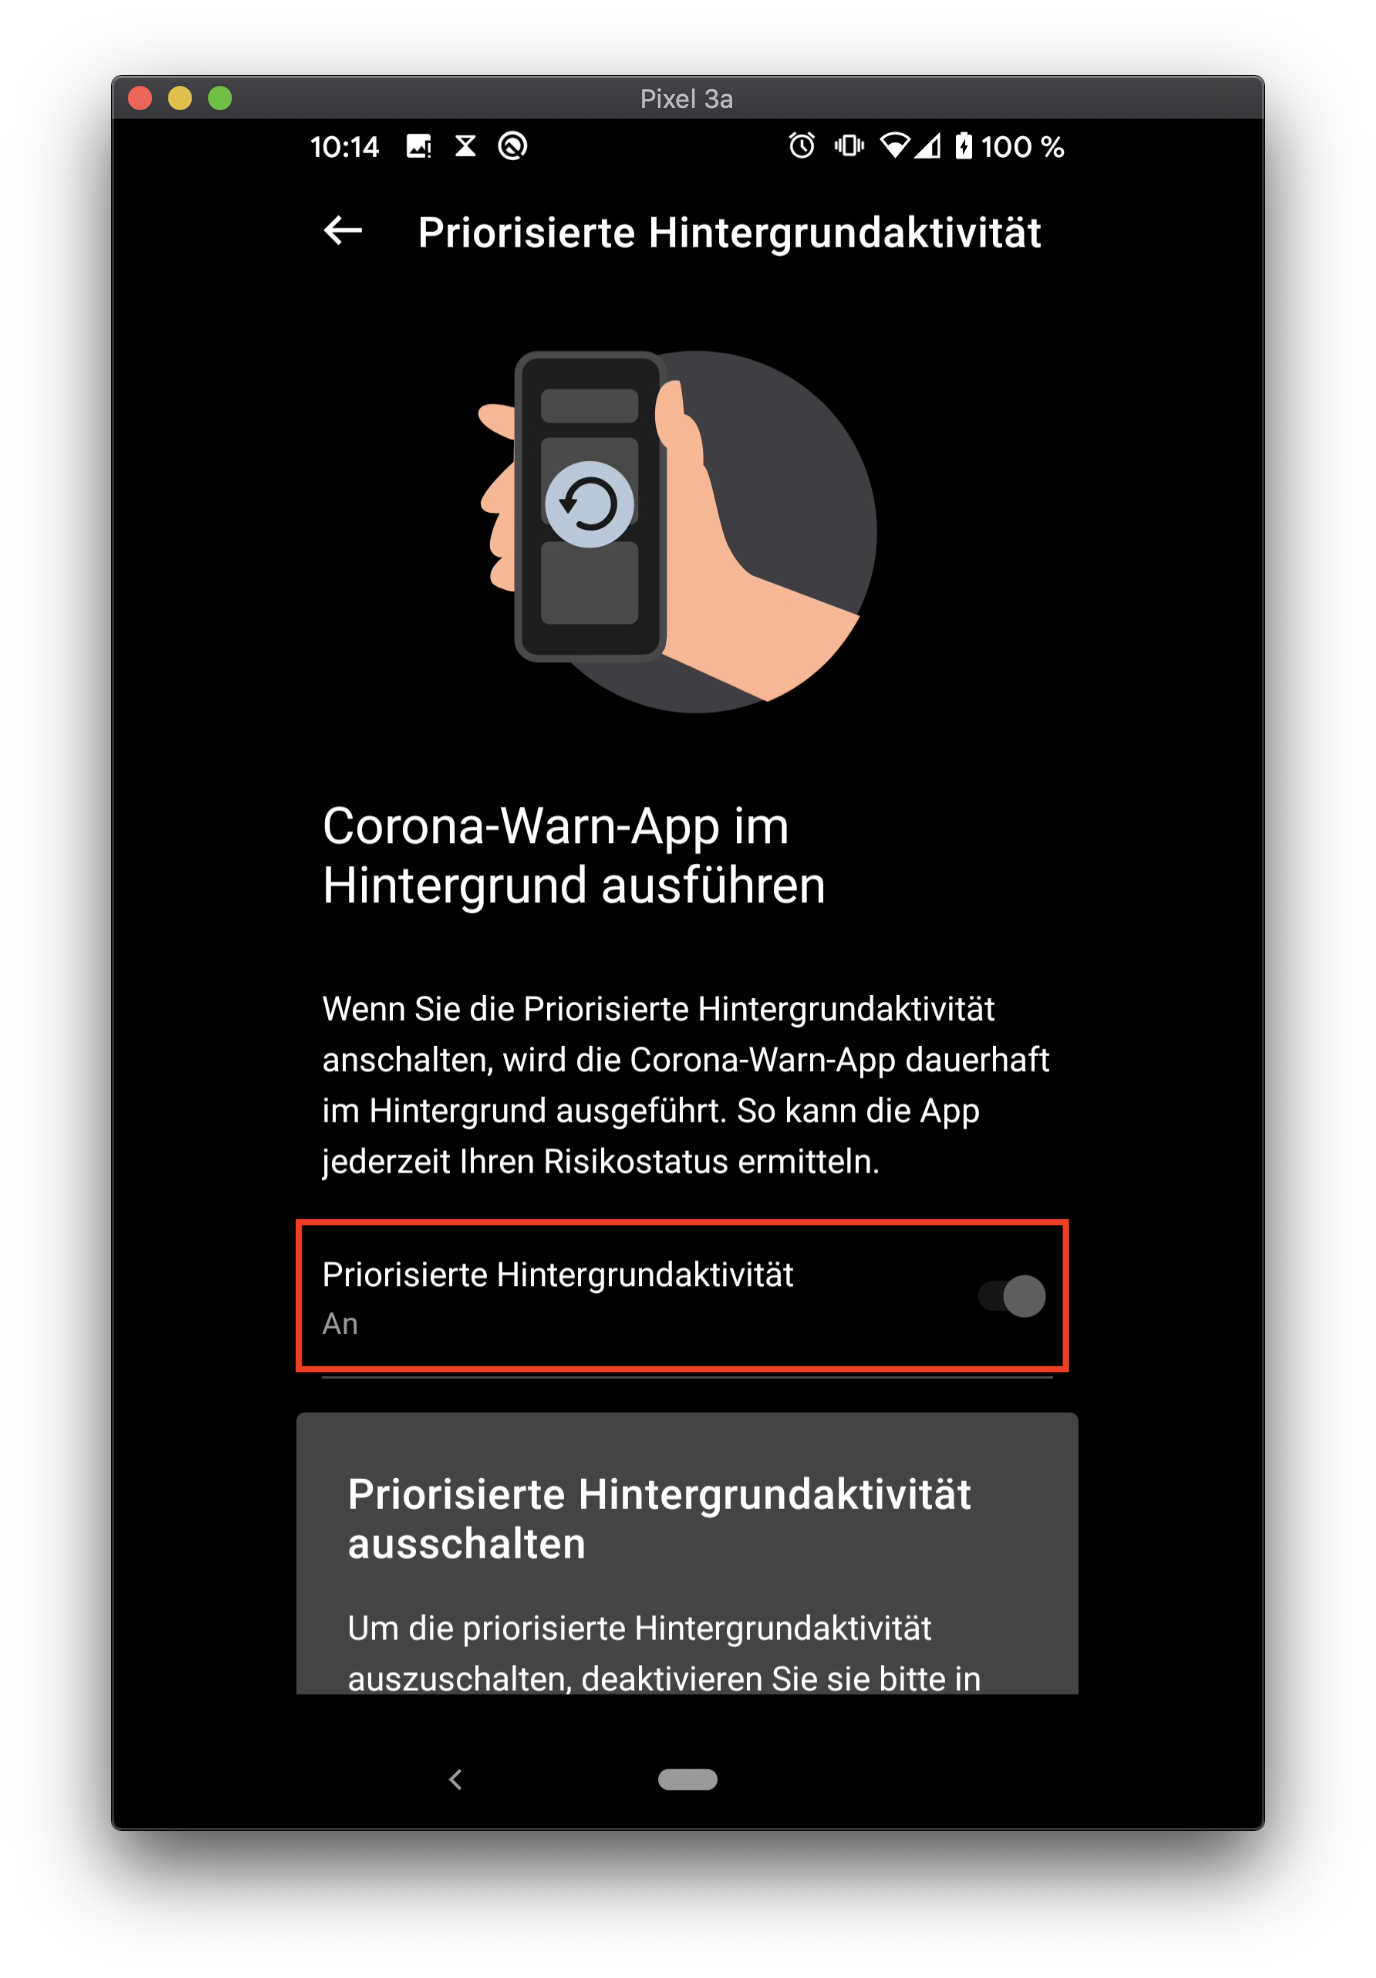 Pixel 3a
10:14
100 %
Priorisierte Hintergrundaktivität
Corona-Warn-App im
Hintergrund ausführen
Wenn Sie die Priorisierte Hintergrundaktivität
anschalten, wird die Corona-Warn-App dauerhaft
im Hintergrund ausgeführt. So kann die App
jederzeit Ihren Risikostatus ermitteln.
Priorisierte Hintergrundaktivität
An
Priorisierte Hintergrundaktivität
ausschalten
Um die priorisierte Hintergrundaktivität
auszuschalten, deaktivieren Sie sie bitte in